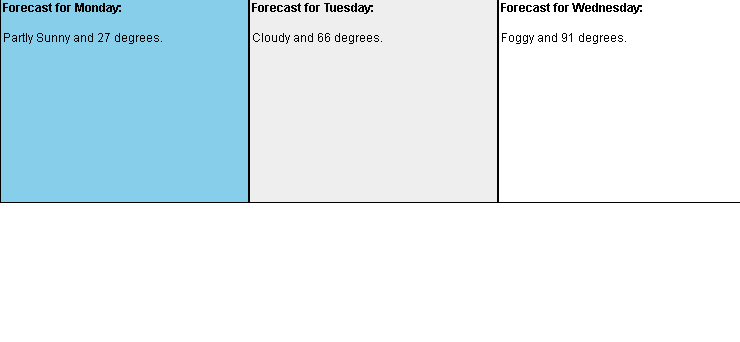 Forecast for Monday:
Partly Sunny and 27 degrees.
Forecast for Tuesday:
Cloudy and 66 degrees.
Forecast for Wednesday:
Foggy and 91 degrees.